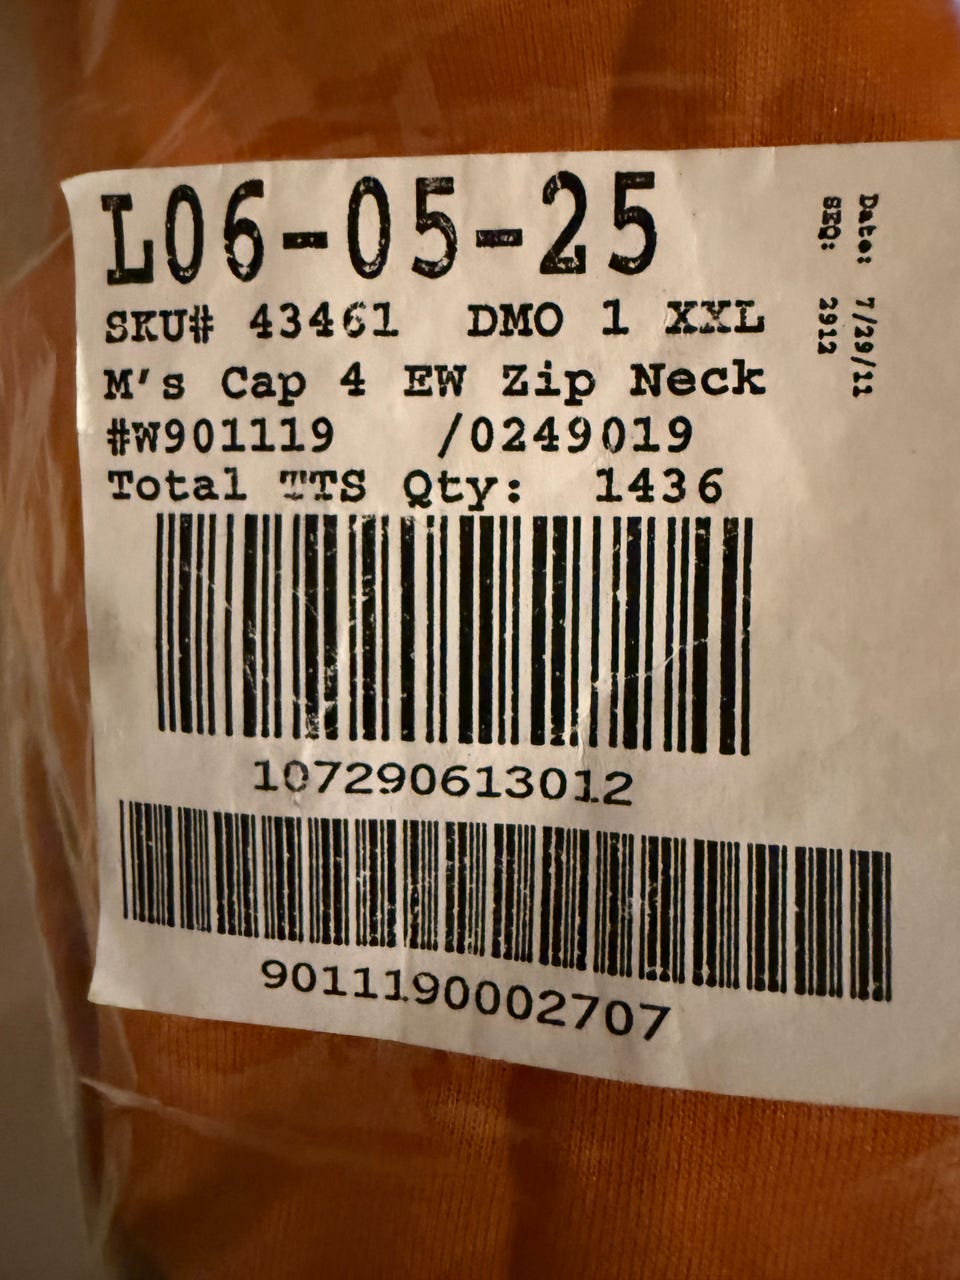 L06-05-25
SKU# 43461 DMO 1 XXL
M's Cap 4 EW Zip Neck
#W901119 /0249019
Total TTS Qty: 1436
107290613012
9011190002707
Date: 7/29/11
SEQ: 2912